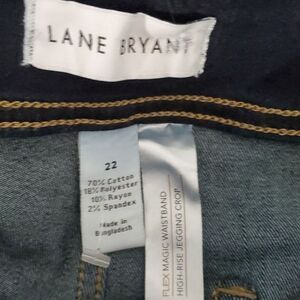 LANE BRYANT
22
70% Cotton
18% Polyester
10% Rayon
2% Spandex
Made in
Bangladesh
FLEX MAGIC WAISTBAND
HIGH-RISE JEGGING CROP